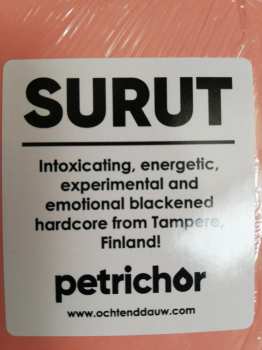 SURUT
Intoxicating, energetic,
experimental and
emotional blackened
hardcore from Tampere,
Finland!
petrichor
www.ochtenddauw.com